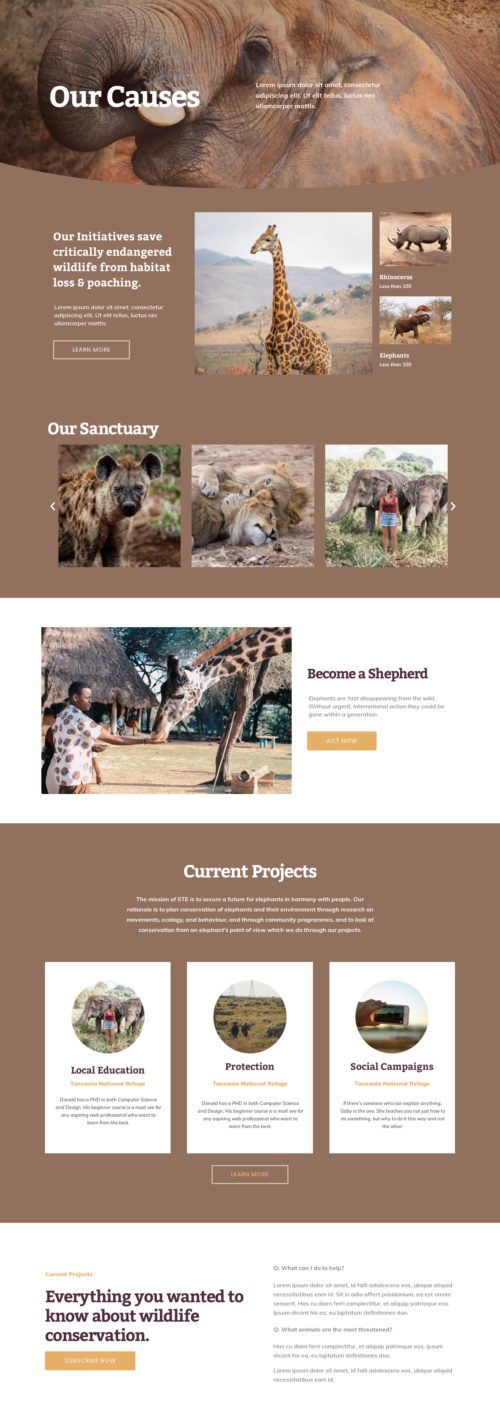 Our Causes
Lorem ipsum dolor sit amet, consectetur
adipiscing elit. Ut elit tellus, luctus nec
ullamcorper mattis.
Our Initiatives save
critically endangered
wildlife from habitat
loss & poaching.
Lorem ipsum dolor sit amet, consectetur
adipiscing elit. Ut elit tellus, luctus nec
ullamcorper mattis.
LEARN MORE
Rhinocerus
Less than 100
Elephants
Less than 100
Our Sanctuary
Become a Shepherd
Elephants are fast disappearing from the wild.
Without urgent, international action they could be
gone within a generation.
ACT NOW
Current Projects
The mission of STE is to secure a future for elephants in harmony with people. Our
rationale is to plan conservation of elephants and their environment through research on
movements, ecology, and behaviour, and through community programmes, and to look at
conservation from an elephant's point of view which we do through our projects.
Local Education
Tanzania National Refuge
Donald has a PHD in both Computer Science
and Design. His beginner course is a must see for
any aspiring web professional who want to
learn from the best.
Protection
Tanzania National Refuge
Donald has a PHD in both Computer Science
and Design. His beginner course is a must see for
any aspiring web professional who want to
learn from the best.
Social Campaigns
Tanzania National Refuge
If there's someone who can explain anything,
Gaby is the one. She teaches you not just how to
do something, but why to do it this way and not
the other.
LEARN MORE
Current Projects
Everything you wanted to
know about wildlife
conservation.
SUBSCRIBE NOW
Q: What can I do to help?
Lorem ipsum dolor sit amet, id falli adolescens eos, ubique aliquid
necessitatibus eam id. Sit in odio affert posidonium, ea est omnis
senserit. Has cu diam ferri complectitur, et aliquip patrioque eos.
Ipsum dicant his eo, eu luptatum definitiones duo.
Q: What animals are the most threatened?
Has cu diam ferri complectitur, et aliquip patrioque eos. Ipsum
dicant his eo, eu luptatum definitiones duo.
Lorem ipsum dolor sit amet, id falli adolescens eos, ubique aliquid
necessitatibus eam id.